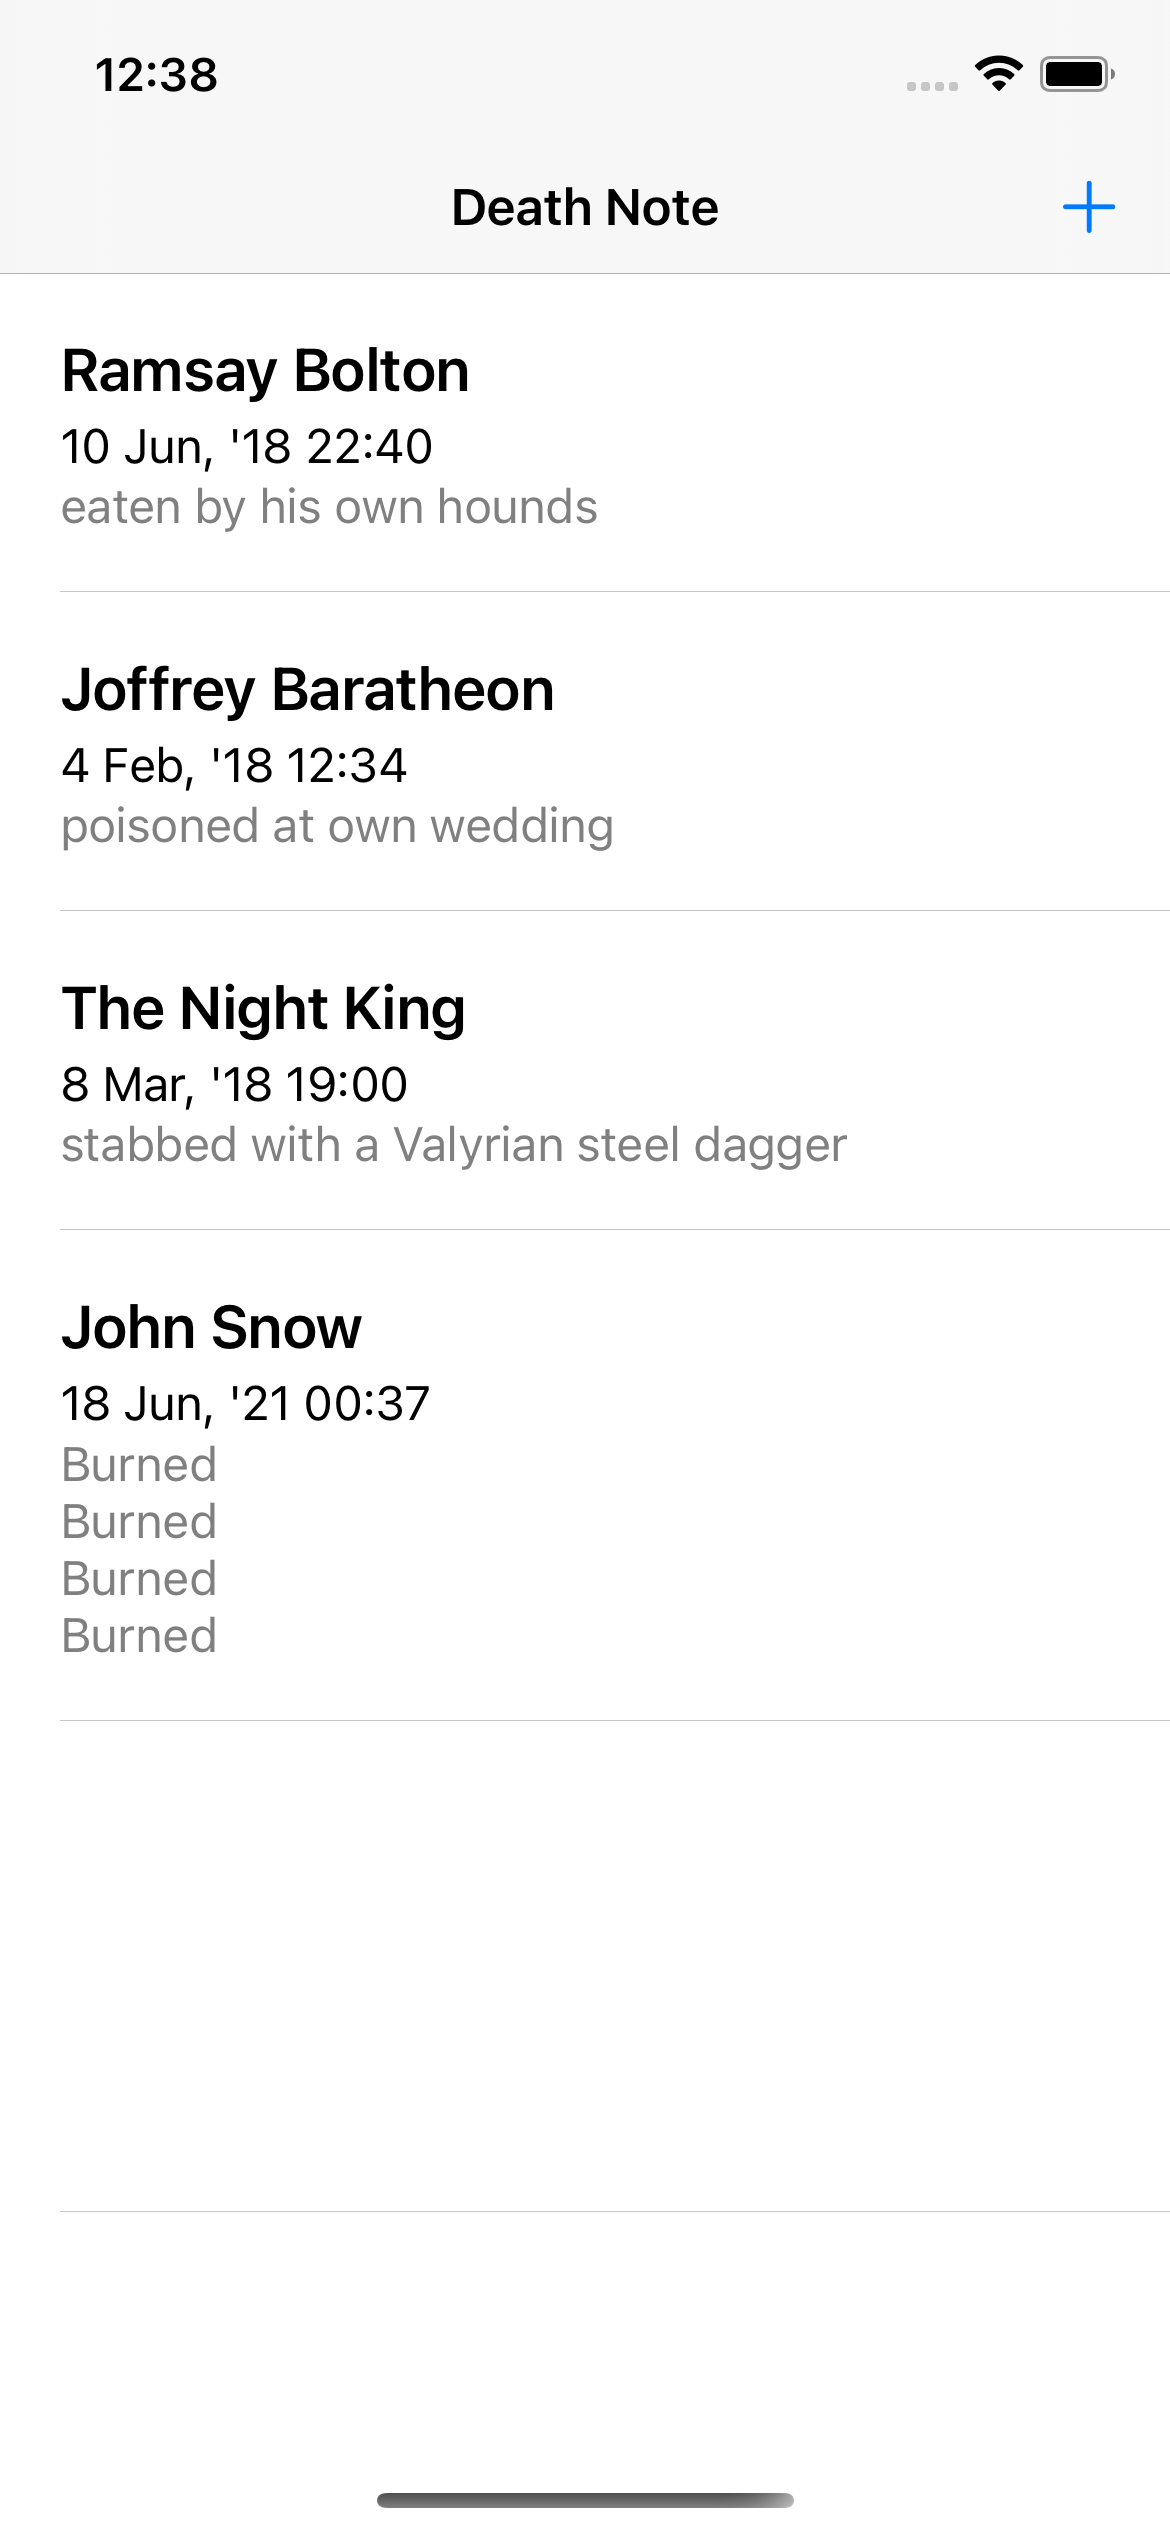 12:38
Death Note
Ramsay Bolton
10 Jun, '18 22:40
eaten by his own hounds
Joffrey Baratheon
4 Feb, '18 12:34
poisoned at own wedding
The Night King
8 Mar, '18 19:00
stabbed with a Valyrian steel dagger
John Snow
18 Jun, '21 00:37
Burned
Burned
Burned
Burned